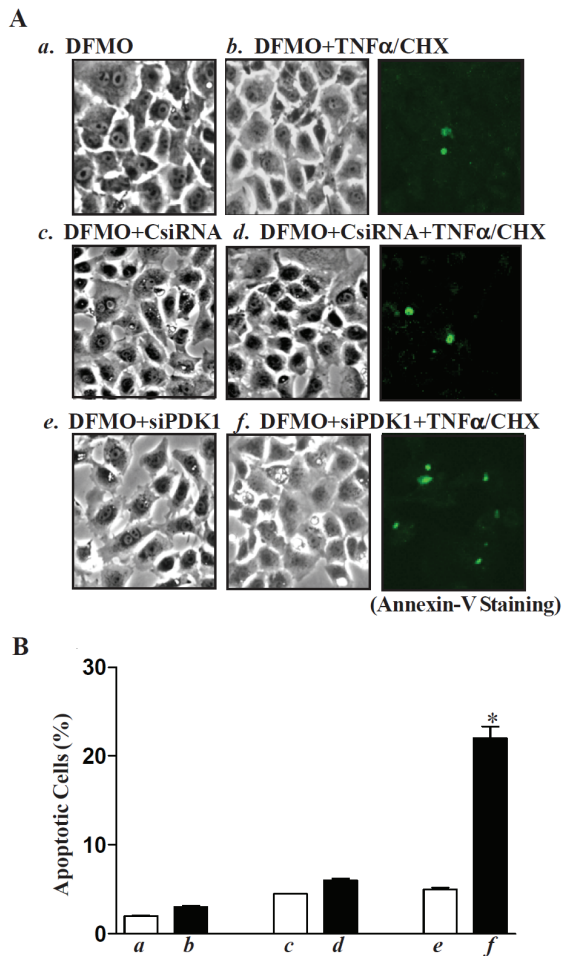 A
a. DFMO b. DFMO+TNFα/CHX
c. DFMO+CsiRNA d. DFMO+CsiRNA+TNFα/CHX
e. DFMO+siPDK1 f. DFMO+siPDK1+TNFα/CHX
(Annexin-V Staining)
B
Apoptotic Cells (%)
30
20
10
0
*
a b c d e f